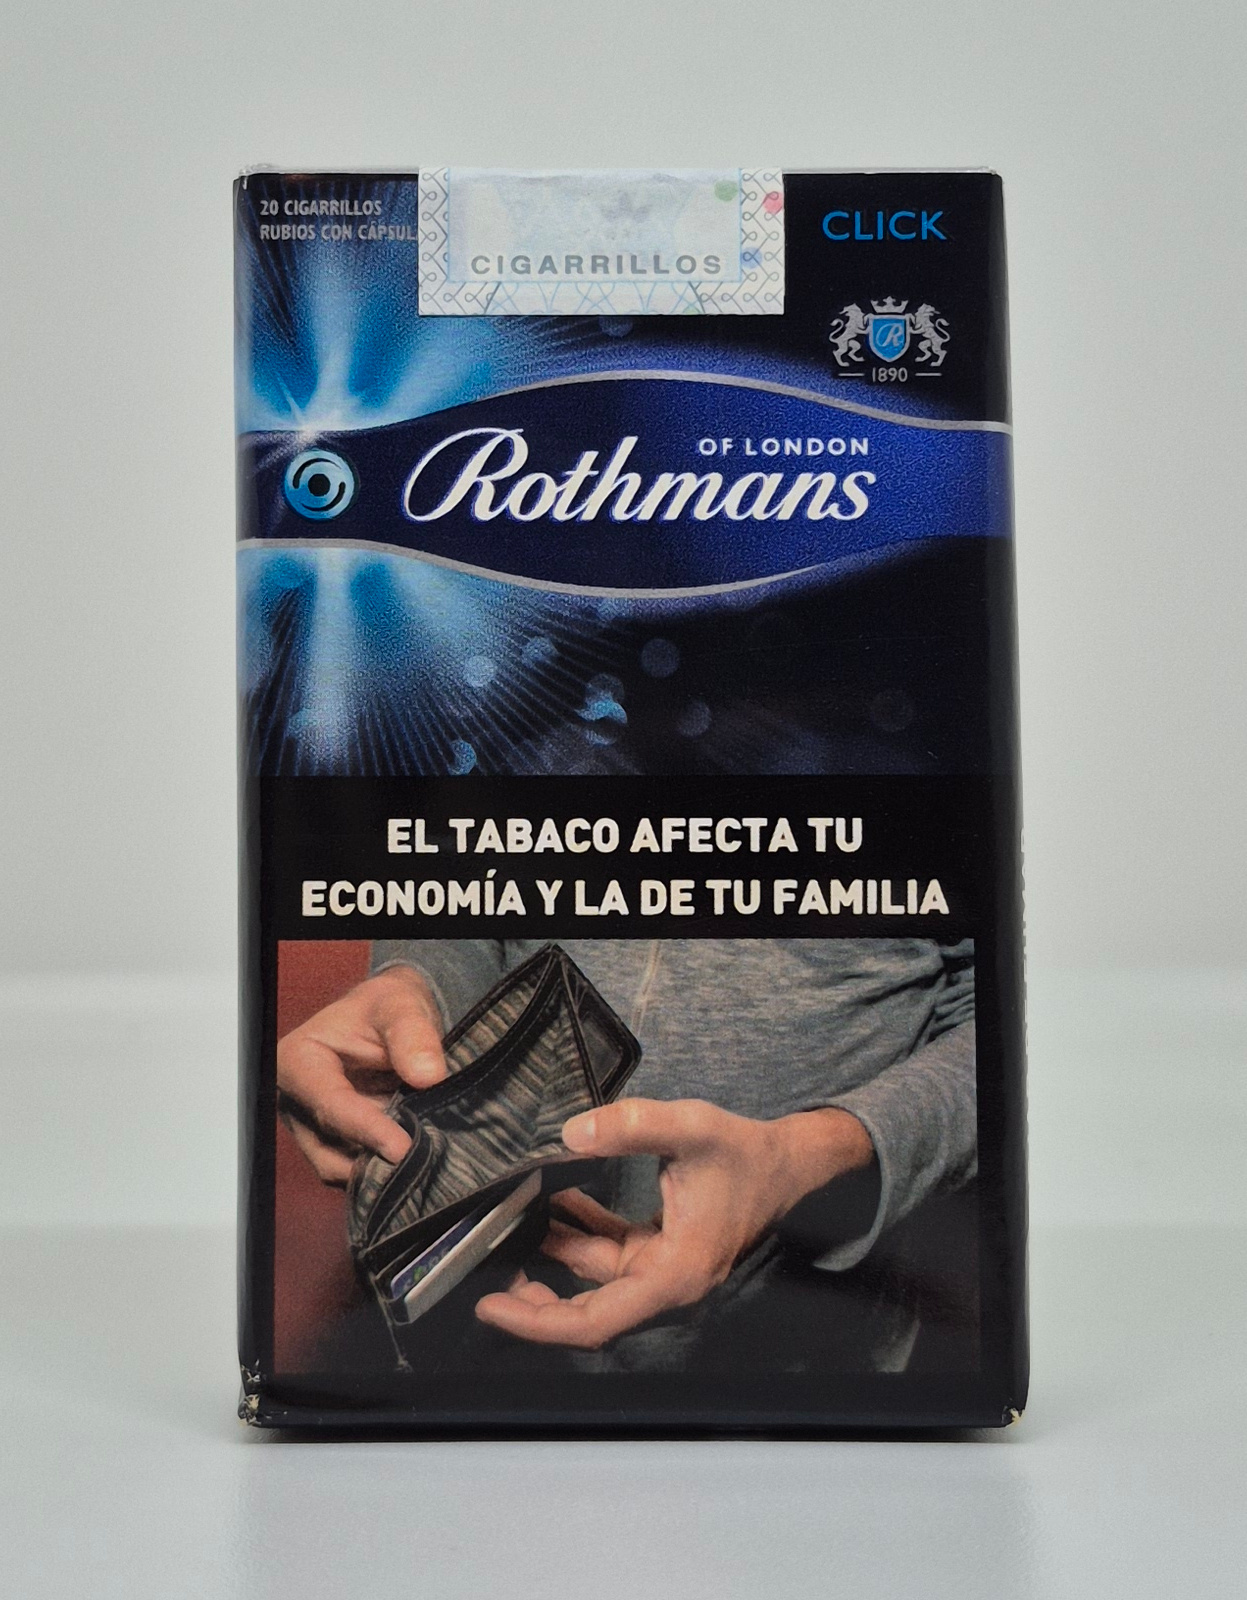 20 CIGARRILLOS
RUBIOS CON CÁPSUL
CIGARRILLOS
CLICK
R
1890
OF LONDON
Rothmans
EL TABACO AFECTA TU
ECONOMÍA Y LA DE TU FAMILIA